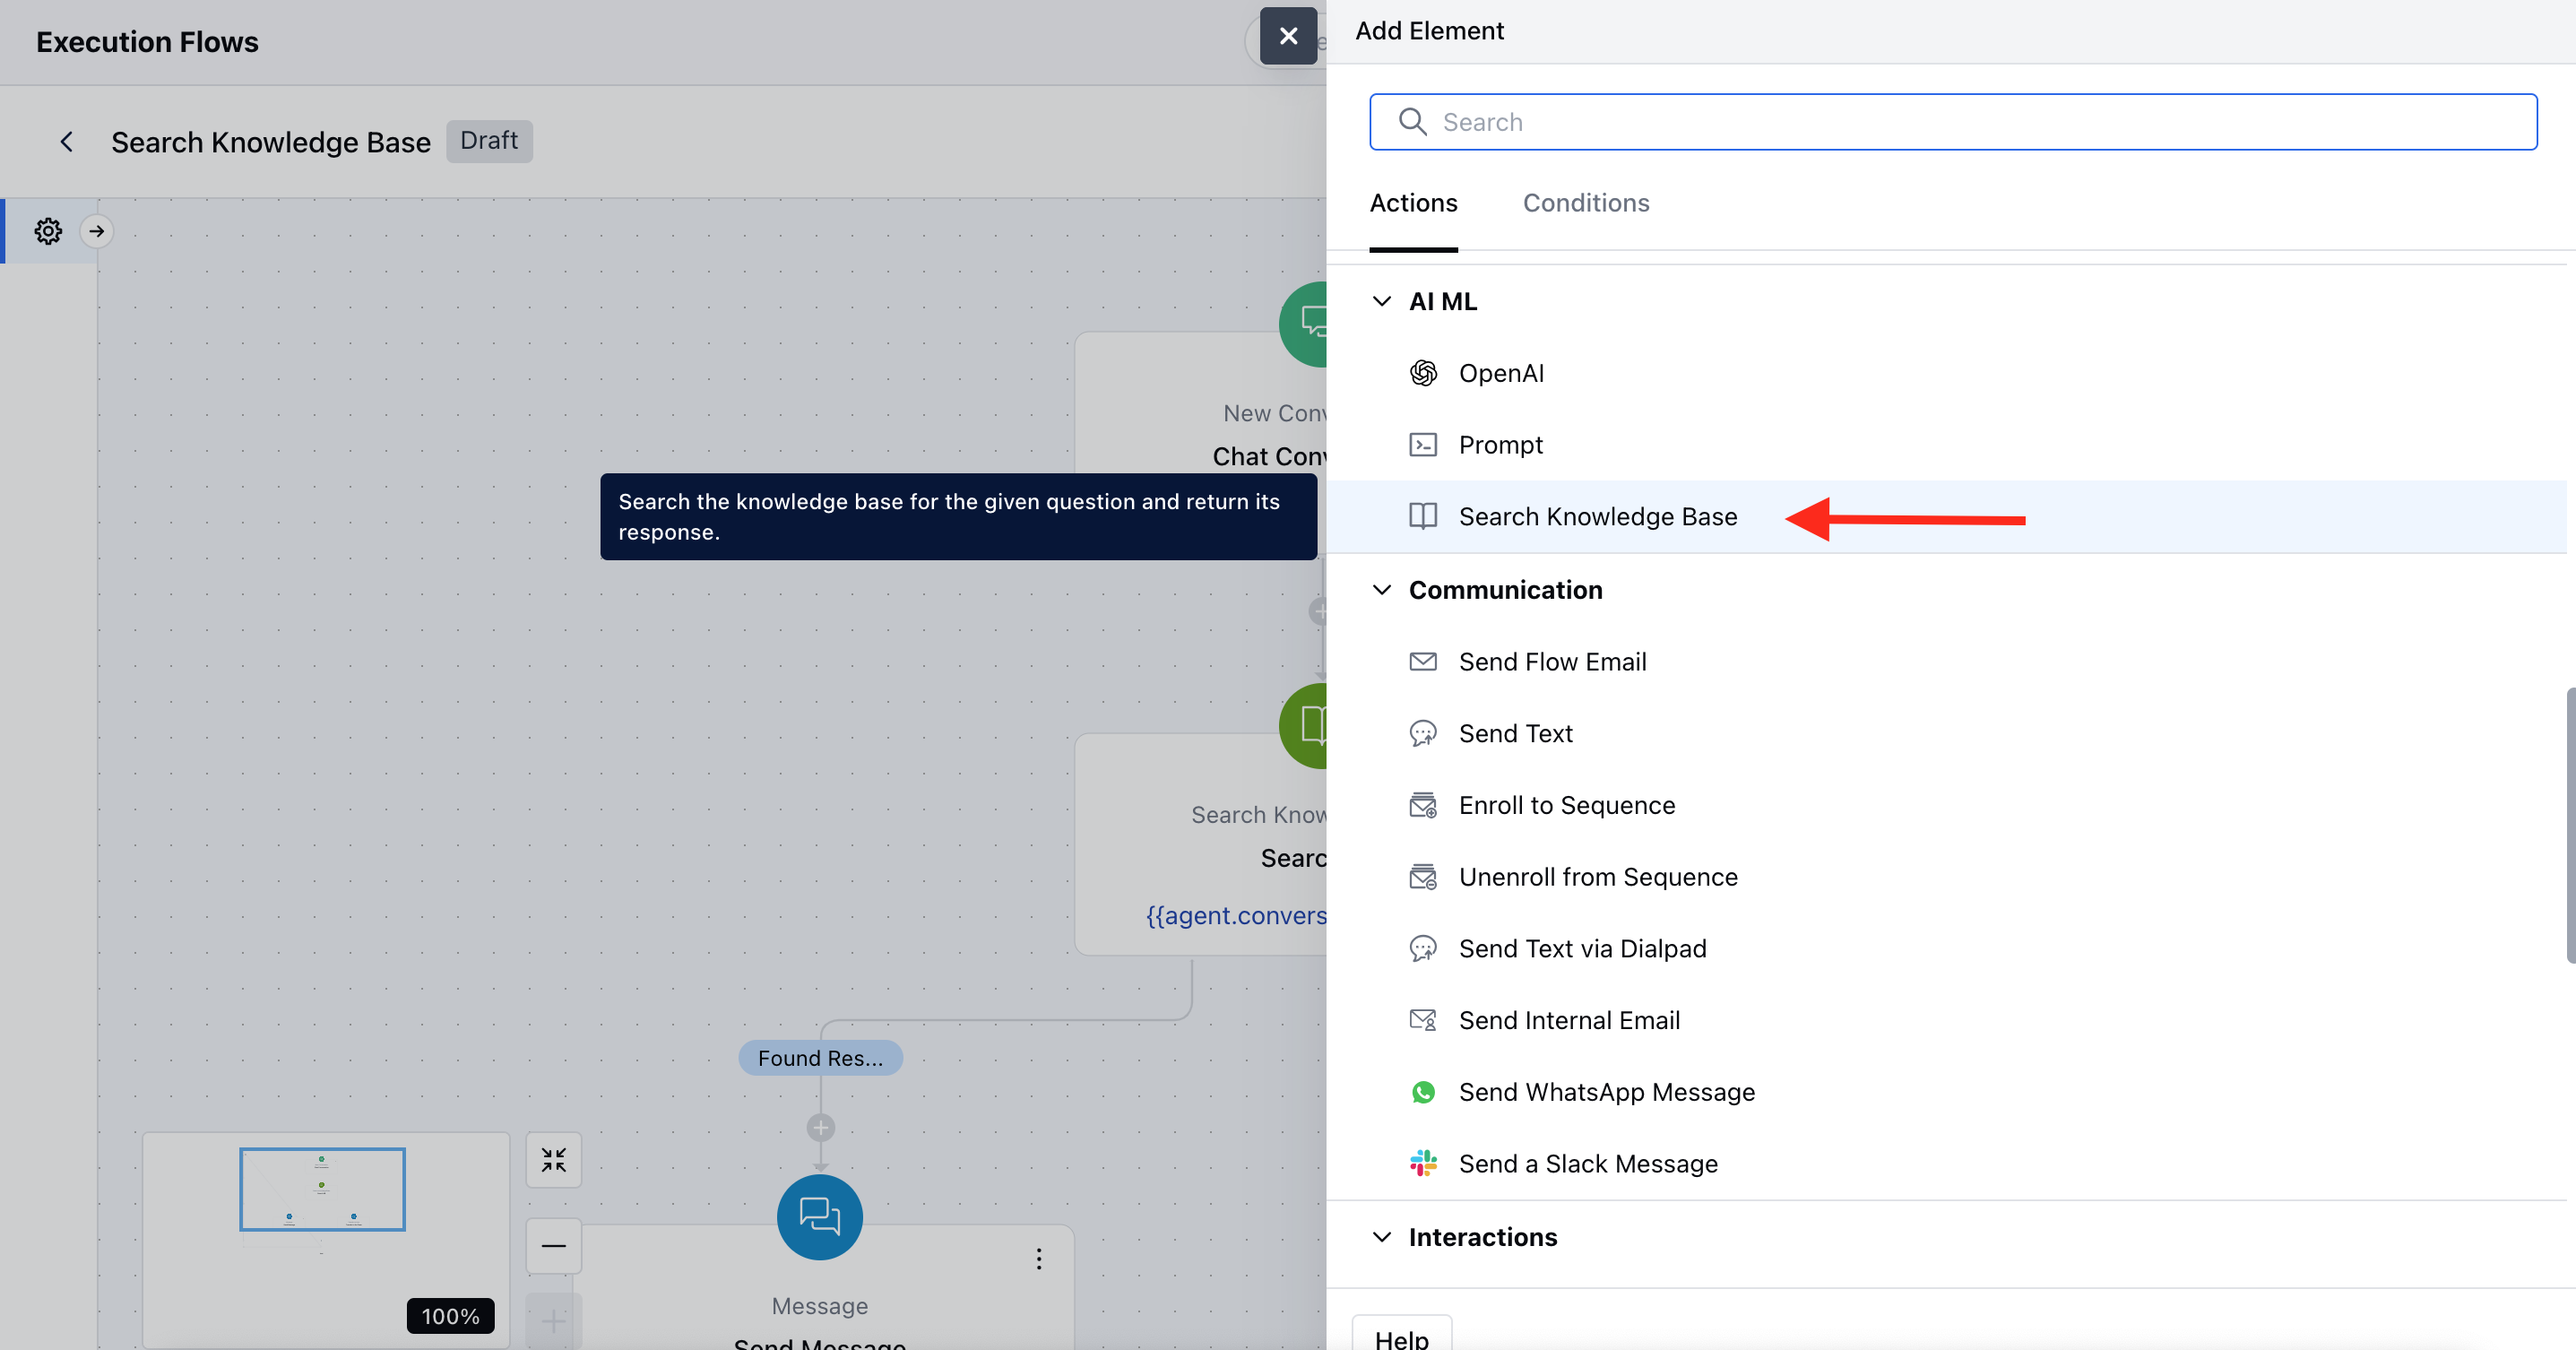 Execution Flows
Search Knowledge Base
Draft
New Conv
Chat Conv
Search the knowledge base for the given question and return its
response.
Search Know
Searc
{{agent.convers
Found Res...
Message
Send Message
100%
Add Element
Search
Actions
Conditions
AI ML
OpenAI
Prompt
Search Knowledge Base
Communication
Send Flow Email
Send Text
Enroll to Sequence
Unenroll from Sequence
Send Text via Dialpad
Send Internal Email
Send WhatsApp Message
Send a Slack Message
Interactions
Help